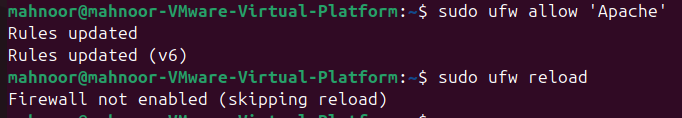 mahnoor@mahnoor-VMware-Virtual-Platform:~$ sudo ufw allow 'Apache'
Rules updated
Rules updated (v6)
mahnoor@mahnoor-VMware-Virtual-Platform:~$ sudo ufw reload
Firewall not enabled (skipping reload)